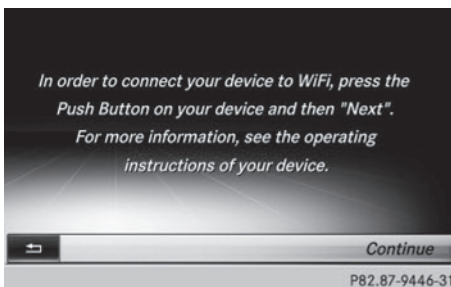 In order to connect your device to WiFi, press the
Push Button on your device and then "Next".
For more information, see the operating
instructions of your device.
Continue
P82.87-9446-31